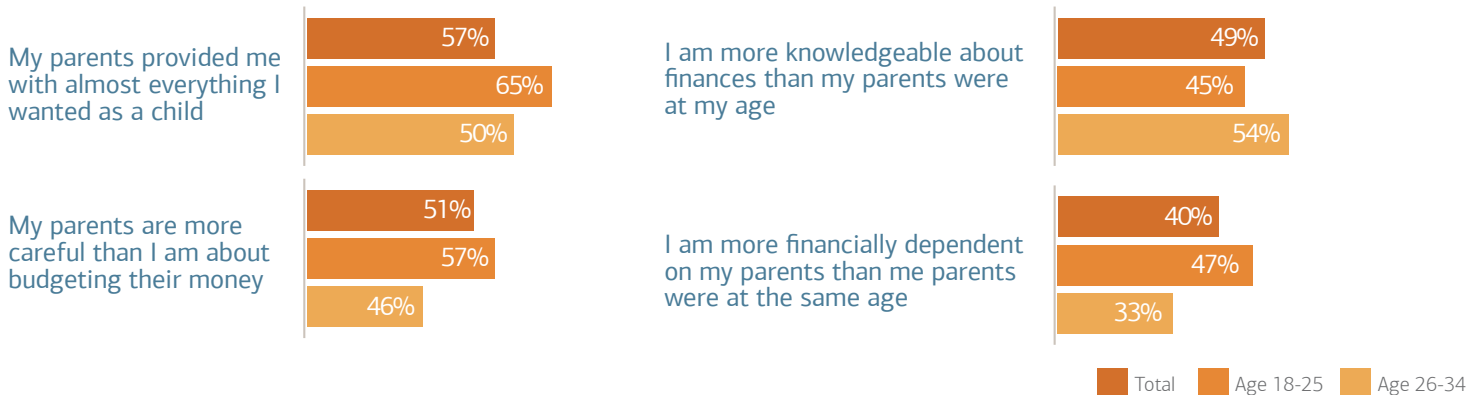 My parents provided me
with almost everything I
wanted as a child
57%
65%
50%
I am more knowledgeable about
finances than my parents were
at my age
49%
45%
54%
My parents are more
careful than I am about
budgeting their money
51%
57%
46%
I am more financially dependent
on my parents than me parents
were at the same age
40%
47%
33%
Total
Age 18-25
Age 26-34